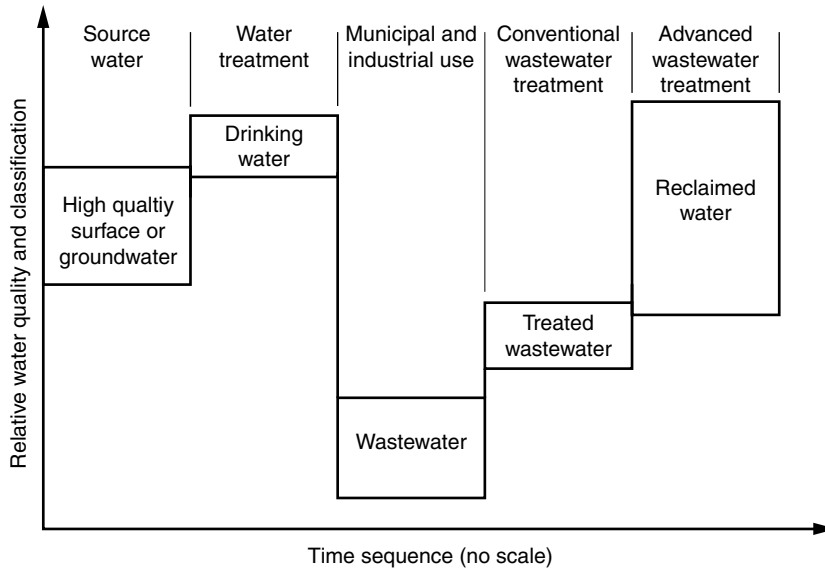 Source
water
Water
treatment
Municipal and
industrial use
Conventional
wastewater
treatment
Advanced
wastewater
treatment
Relative water quality and classification
High qualtiy
surface or
groundwater
Drinking
water
Wastewater
Treated
wastewater
Reclaimed
water
Time sequence (no scale)